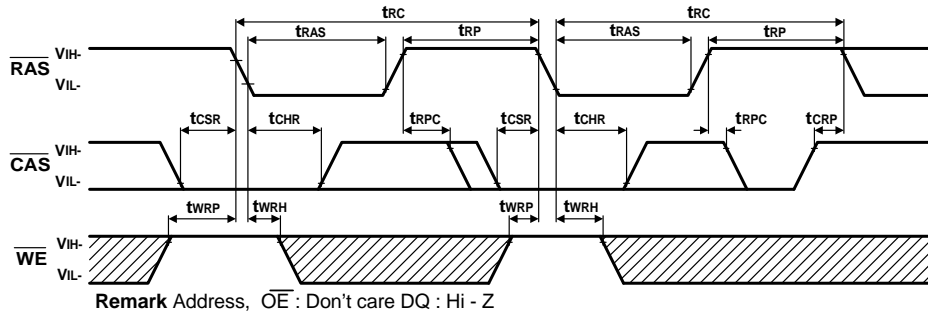 tRC tRC
tRAS tRP tRAS tRP
RAS VIH-
VIL-
tCSR tCHR tRPC tCSR tCHR tRPC tCRP
CAS VIH-
VIL-
tWRP tWRH tWRP tWRH
WE VIH-
VIL-
Remark Address, OE : Don't care DQ : Hi - Z